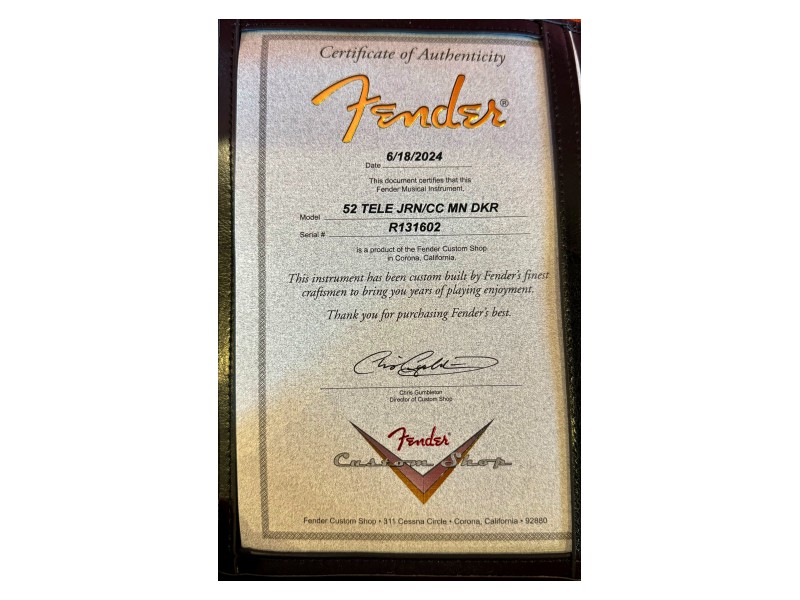 Certificate of Authenticity
Fender®
Date 6/18/2024
This document certifies that this
Fender Musical Instrument,
Model 52 TELE JRN/CC MN DKR
Serial # R131602
is a product of the Fender Custom Shop
in Corona, California.
This instrument has been custom built by Fender's finest
craftsmen to bring you years of playing enjoyment.
Thank you for purchasing Fender's best.
Chris Gumbleton
Director of Custom Shop
Fender®
Custom Shop
Fender Custom Shop • 311 Cessna Circle • Corona, California • 92880